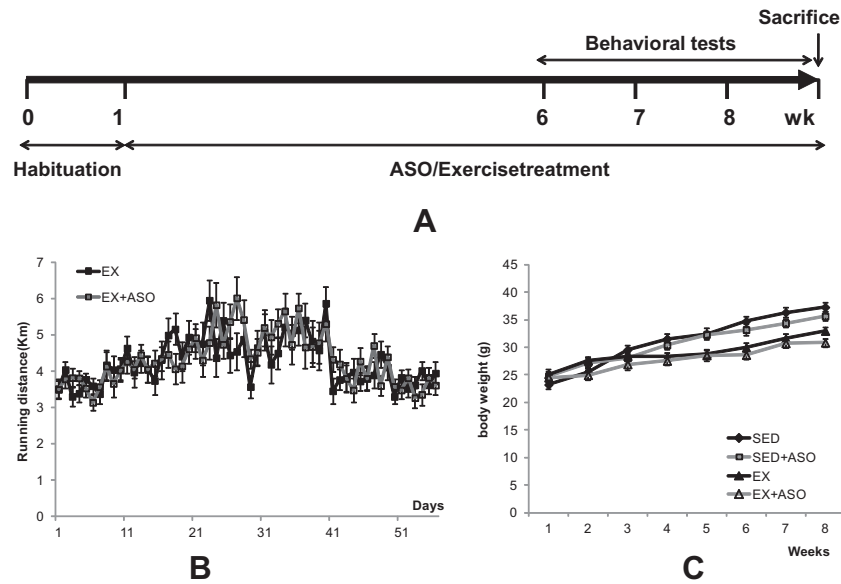 Sacrifice
Behavioral tests
0 1 6 7 8 wk
Habituation ASO/Exercisetreatment
A
Running distance(Km)
7
6
5
4
3
2
1
0
EX
EX+ASO
1 11 21 31 41 51
Days
B
body weight (g)
45
40
35
30
25
20
15
10
5
0
SED
SED+ASO
EX
EX+ASO
1 2 3 4 5 6 7 8
Weeks
C